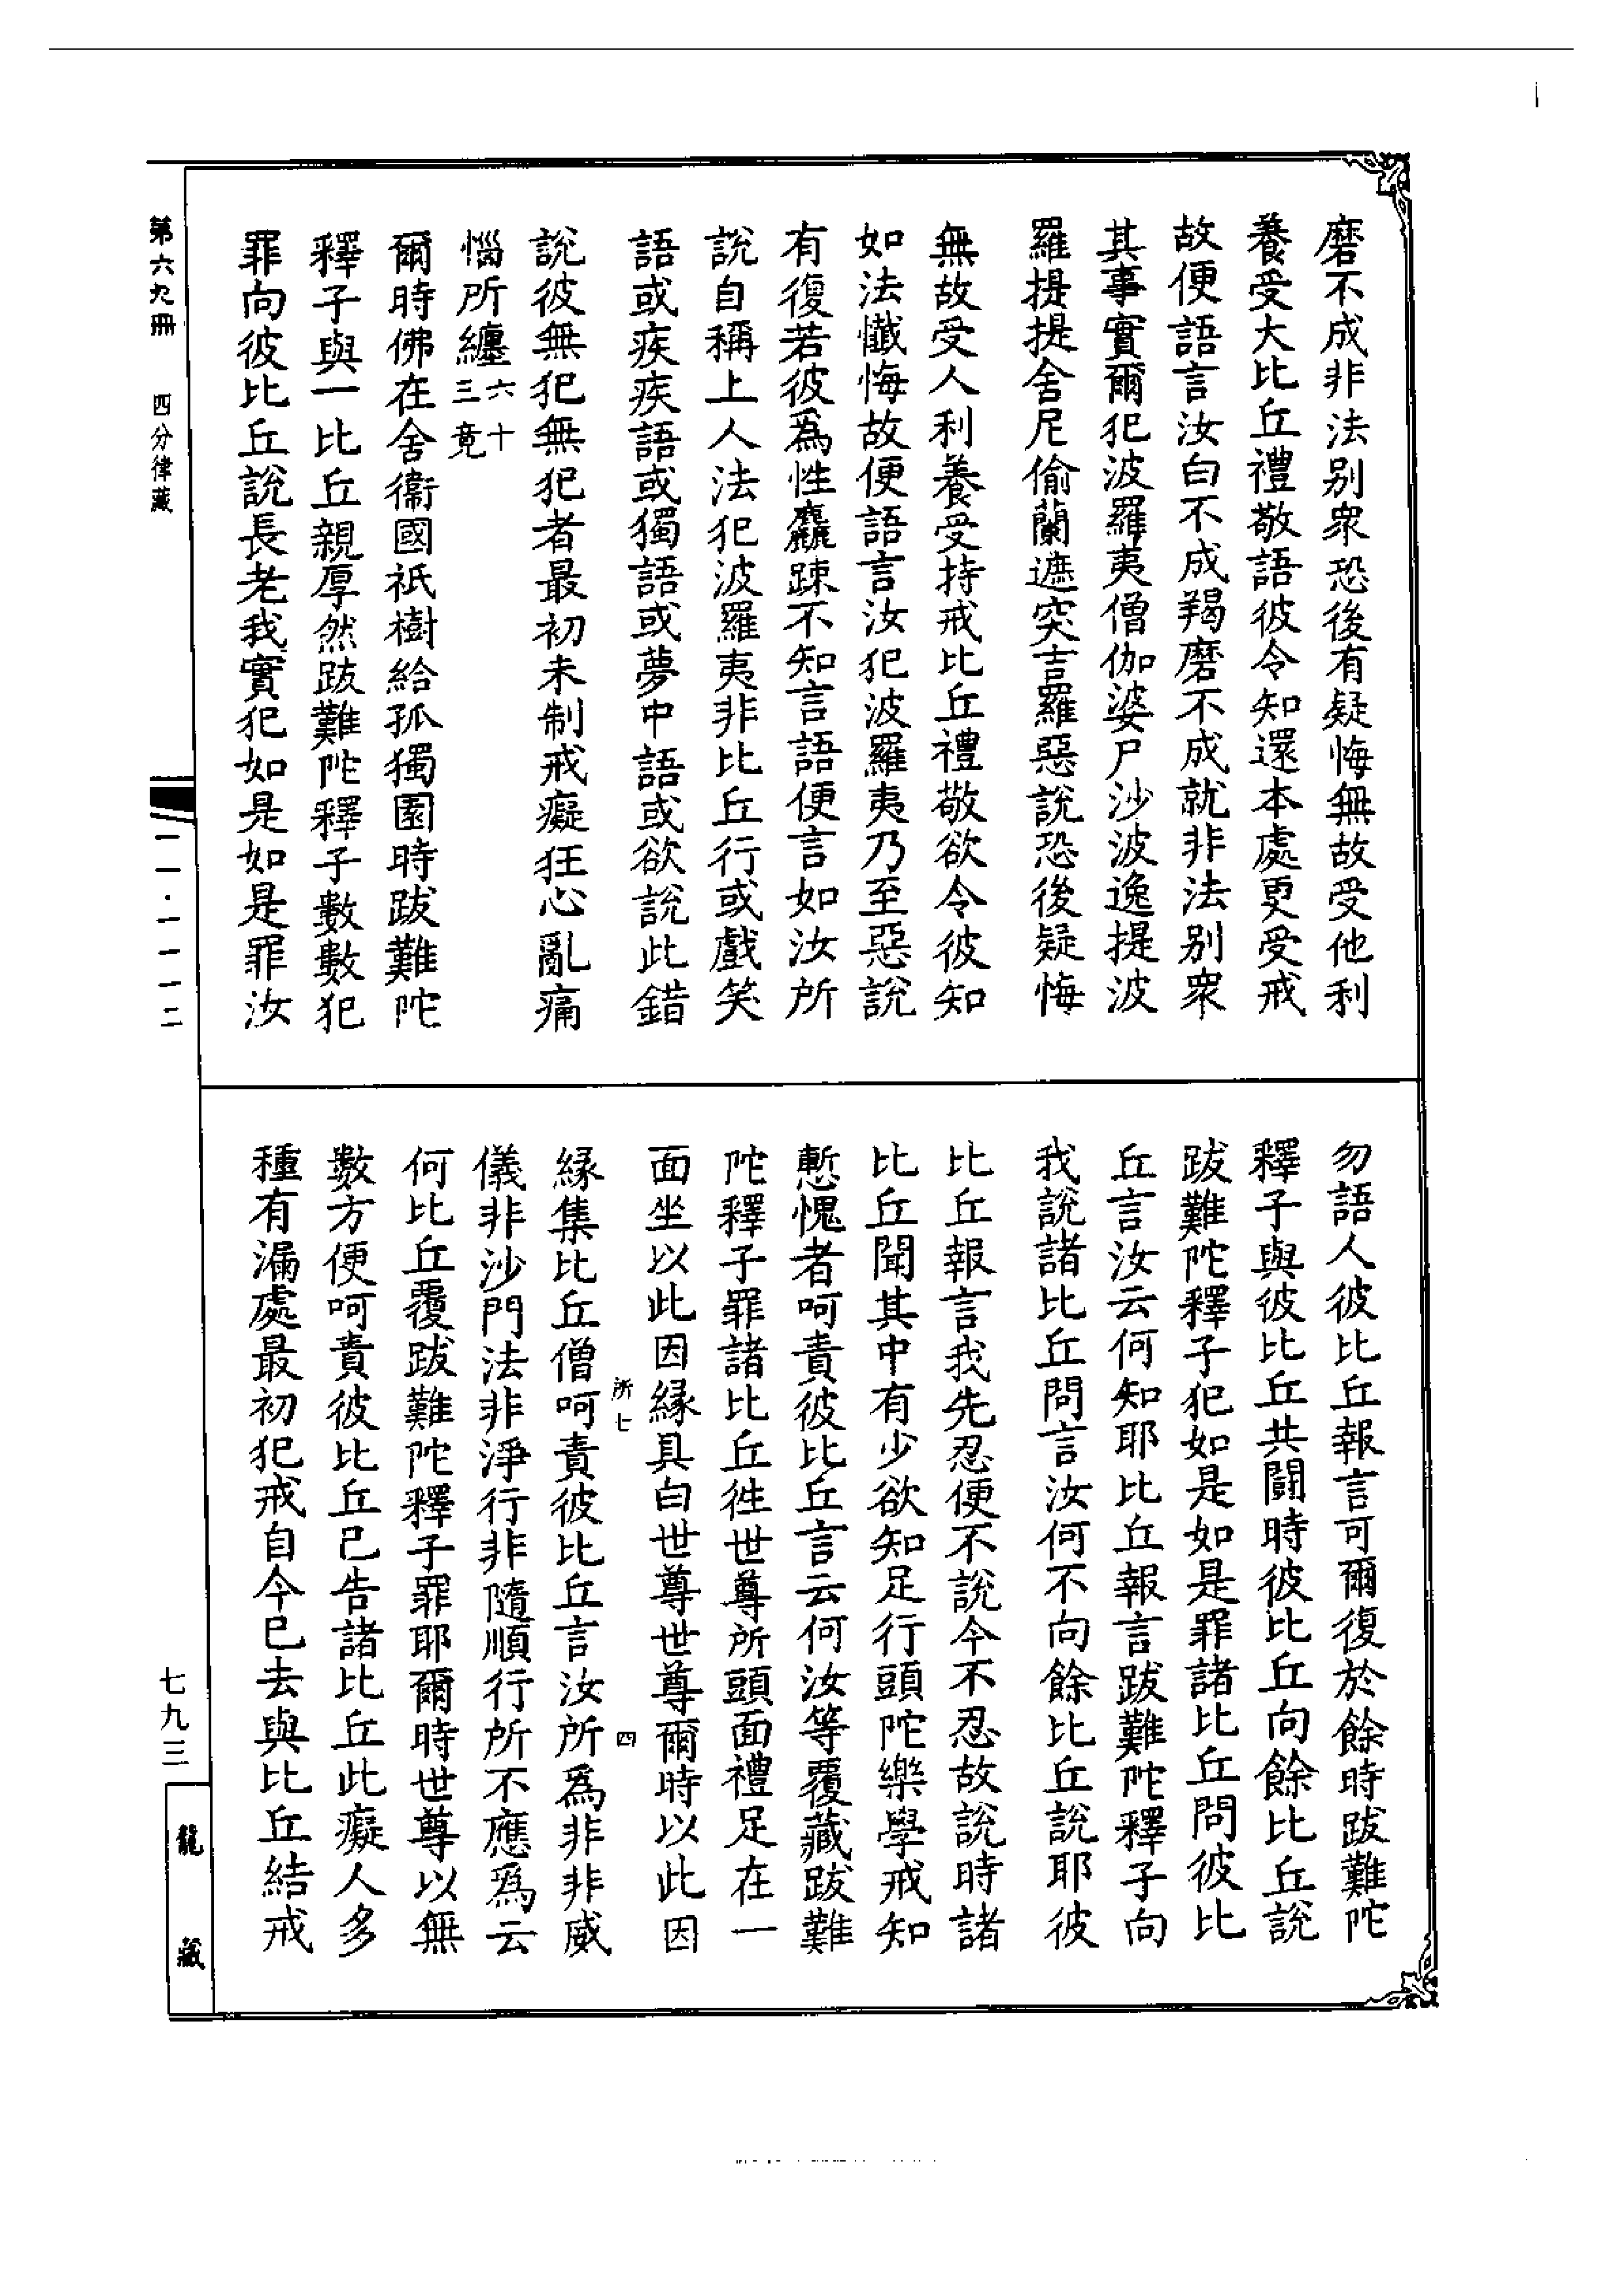 磨不成非法别衆恐後有疑悔無故受他利
養受大比丘禮敬語彼令知還本處更受戒
故便語言汝白不成羯磨不成就非法别衆
其事實爾犯波羅夷僧伽婆尸沙波逸提波
羅提提舍尼偷蘭遮突吉羅惡說恐後疑悔
無故受人利養受持戒比丘禮敬欲令彼知
如法懺悔故便語言汝犯波羅夷乃至惡說
有復若彼爲性麤踈不知言語便言如汝所
說自稱上人法犯波羅夷非比丘行或戲笑
語或疾疾語或獨語或夢中語或欲說此錯
說彼無犯無犯者最初未制戒癡狂心亂痛
惱所纏六十三竟
爾時佛在舍衞國祇樹給孤獨園時跋難陀
釋子與一比丘親厚然跋難陀釋子數數犯
罪向彼比丘說長老我實犯如是如是罪汝
勿語人彼比丘報言可爾復於餘時跋難陀
釋子與彼比丘共鬪時彼比丘向餘比丘說
跋難陀釋子犯如是如是罪諸比丘問彼比
丘言汝云何知耶比丘報言跋難陀釋子向
我說諸比丘問言汝何不向餘比丘說耶彼
比丘報言我先忍便不說今不忍故說時諸
比丘聞其中有少欲知足行頭陀樂學戒知
慙愧者呵責彼比丘言云何汝等覆藏跋難
陀釋子罪諸比丘徃世尊所頭面禮足在一
面坐以此因緣具白世尊世尊爾時以此因
所七 四
緣集比丘僧呵責彼比丘言汝所爲非非威
儀非沙門法非淨行非隨順行所不應爲云
何比丘覆跋難陀釋子罪耶爾時世尊以無
數方便呵責彼比丘已告諸比丘此癡人多
種有漏處最初犯戒自今已去與比丘結戒
第六九冊 四分律藏
一一·一一一二
七九三
龍藏